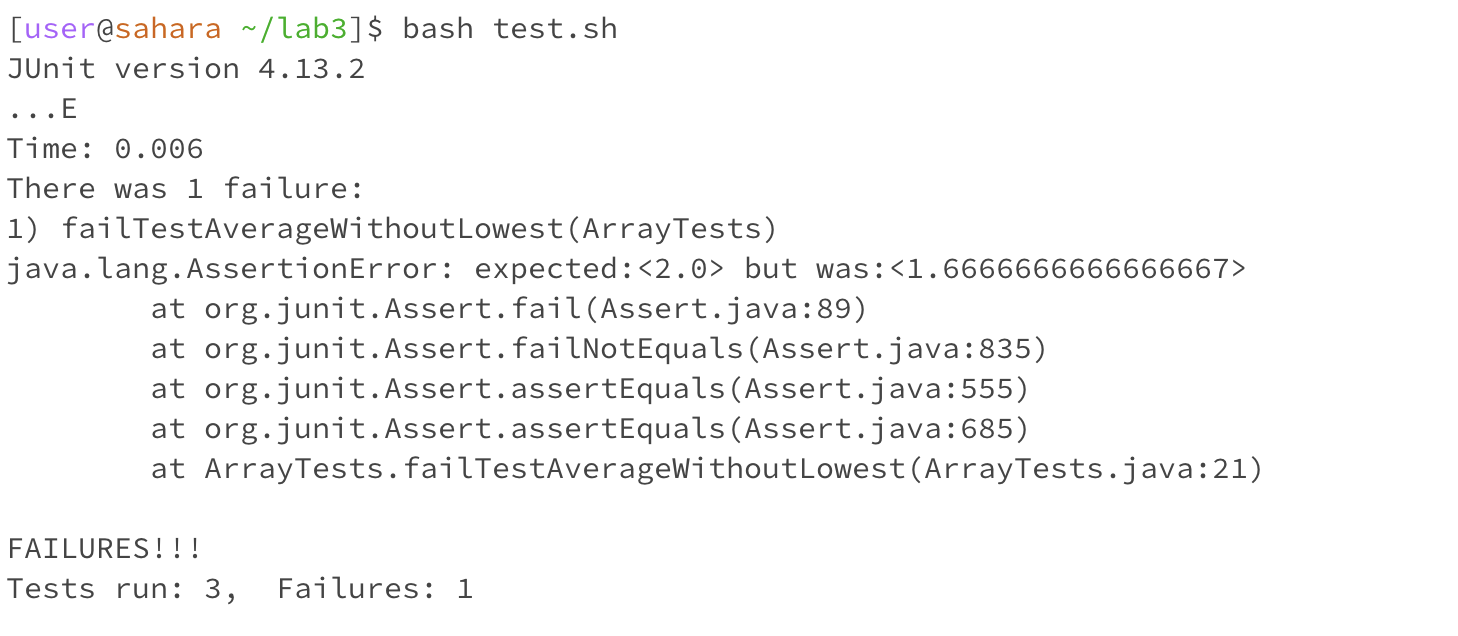 [user@sahara ~/lab3]$ bash test.sh
JUnit version 4.13.2
...E
Time: 0.006
There was 1 failure:
1) failTestAverageWithoutLowest(ArrayTests)
java.lang.AssertionError: expected:<2.0> but was:<1.6666666666666667>
        at org.junit.Assert.fail(Assert.java:89)
        at org.junit.Assert.failNotEquals(Assert.java:835)
        at org.junit.Assert.assertEquals(Assert.java:555)
        at org.junit.Assert.assertEquals(Assert.java:685)
        at ArrayTests.failTestAverageWithoutLowest(ArrayTests.java:21)

FAILURES!!!
Tests run: 3,  Failures: 1